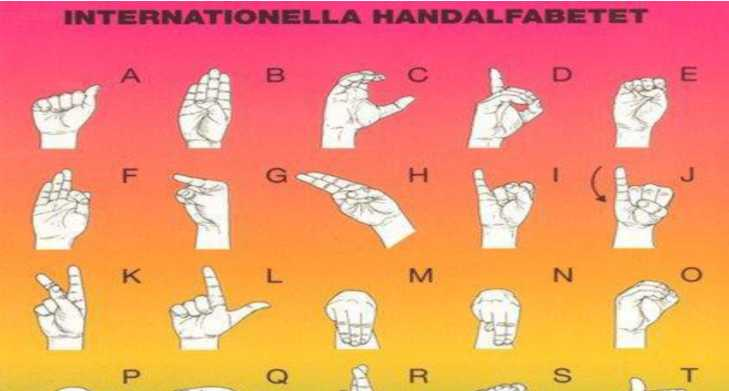 INTERNATIONELLA HANDALFABETET
A B C D E
F G H I J
K L M N O
P Q R S T